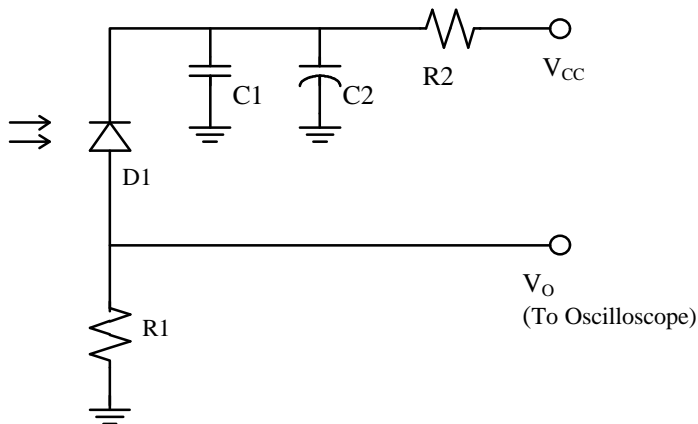 C1
C2
R2
V_CC
D1
V_O
(To Oscilloscope)
R1